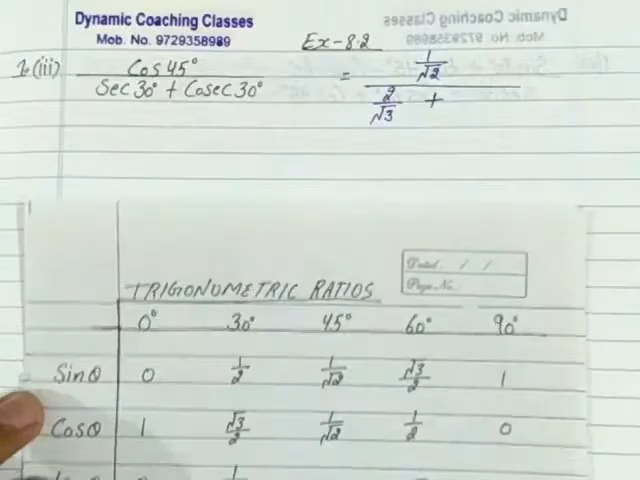 Dynamic Coaching Classes
Mob. No. 9729358989
Ex-8.2
1.(iii) Cos 45° / Sec 30° + Cosec 30° = 1/√2 / 2/√3 +
Dated / /
Page No.
TRIGONOMETRIC RATIOS
0° 30° 45° 60° 90°
Sinθ 0 1/2 1/√2 √3/2 1
Cosθ 1 √3/2 1/√2 1/2 0